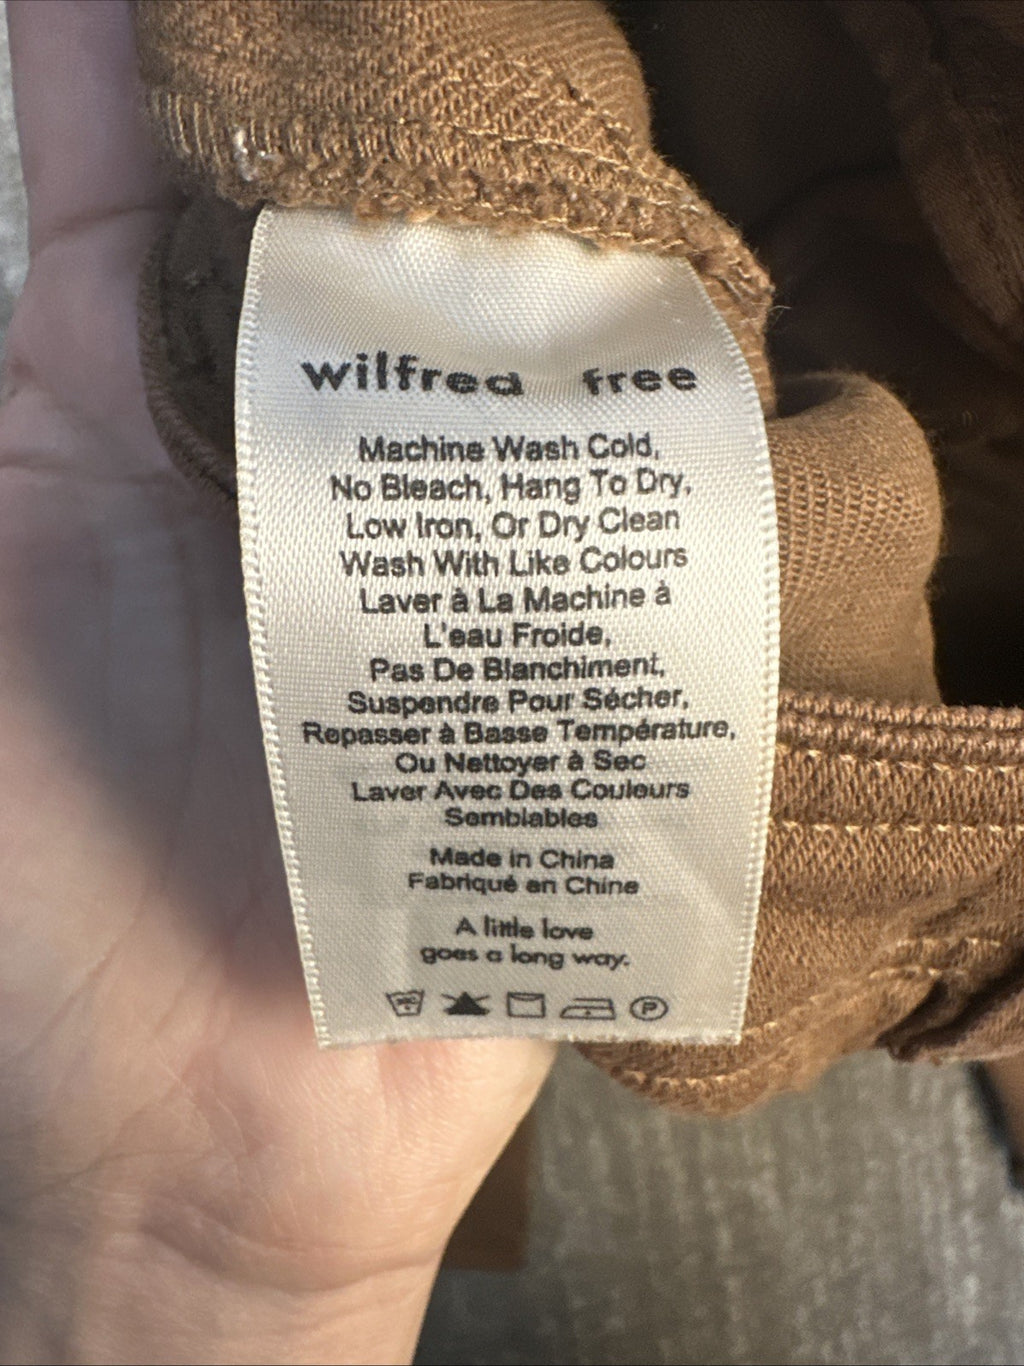 wilfred free
Machine Wash Cold,
No Bleach, Hang To Dry,
Low Iron, Or Dry Clean
Wash With Like Colours
Laver à La Machine à
L'eau Froide,
Pas De Blanchiment,
Suspendre Pour Sécher,
Repasser à Basse Température,
Ou Nettoyer à Sec
Laver Avec Des Couleurs
Semblables
Made in China
Fabriqué en Chine
A little love
goes a long way.
P